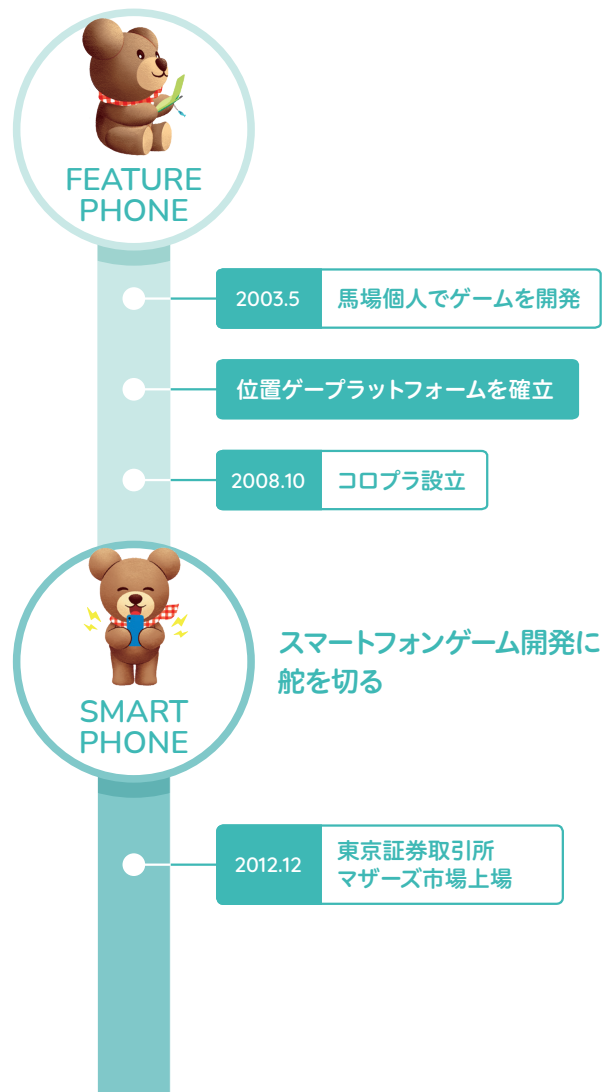 FEATURE
PHONE
2003.5 馬場個人でゲームを開発
位置ゲープラットフォームを確立
2008.10 コロプラ設立
スマートフォンゲーム開発に
舵を切る
SMART
PHONE
2012.12 東京証券取引所
マザーズ市場上場